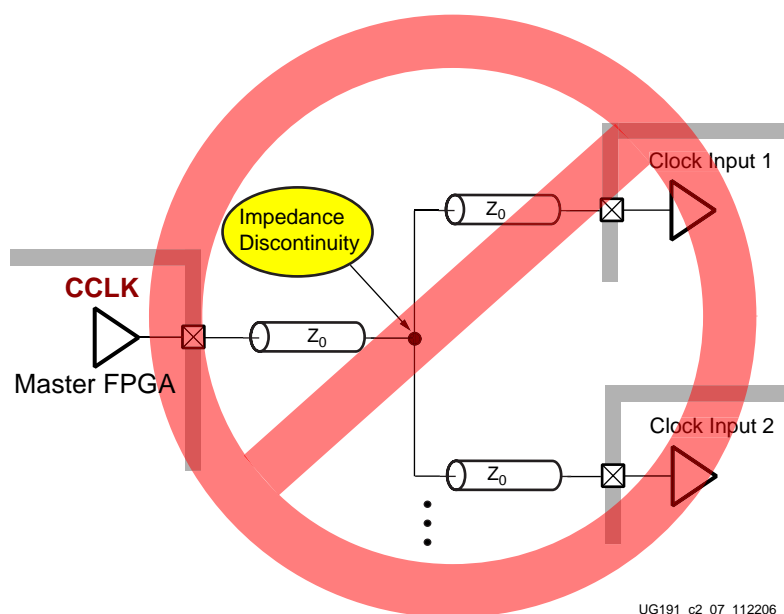 Clock Input 1
Z0
Impedance
Discontinuity
CCLK
Z0
Master FPGA
Clock Input 2
Z0
UG191_c2_07_112206